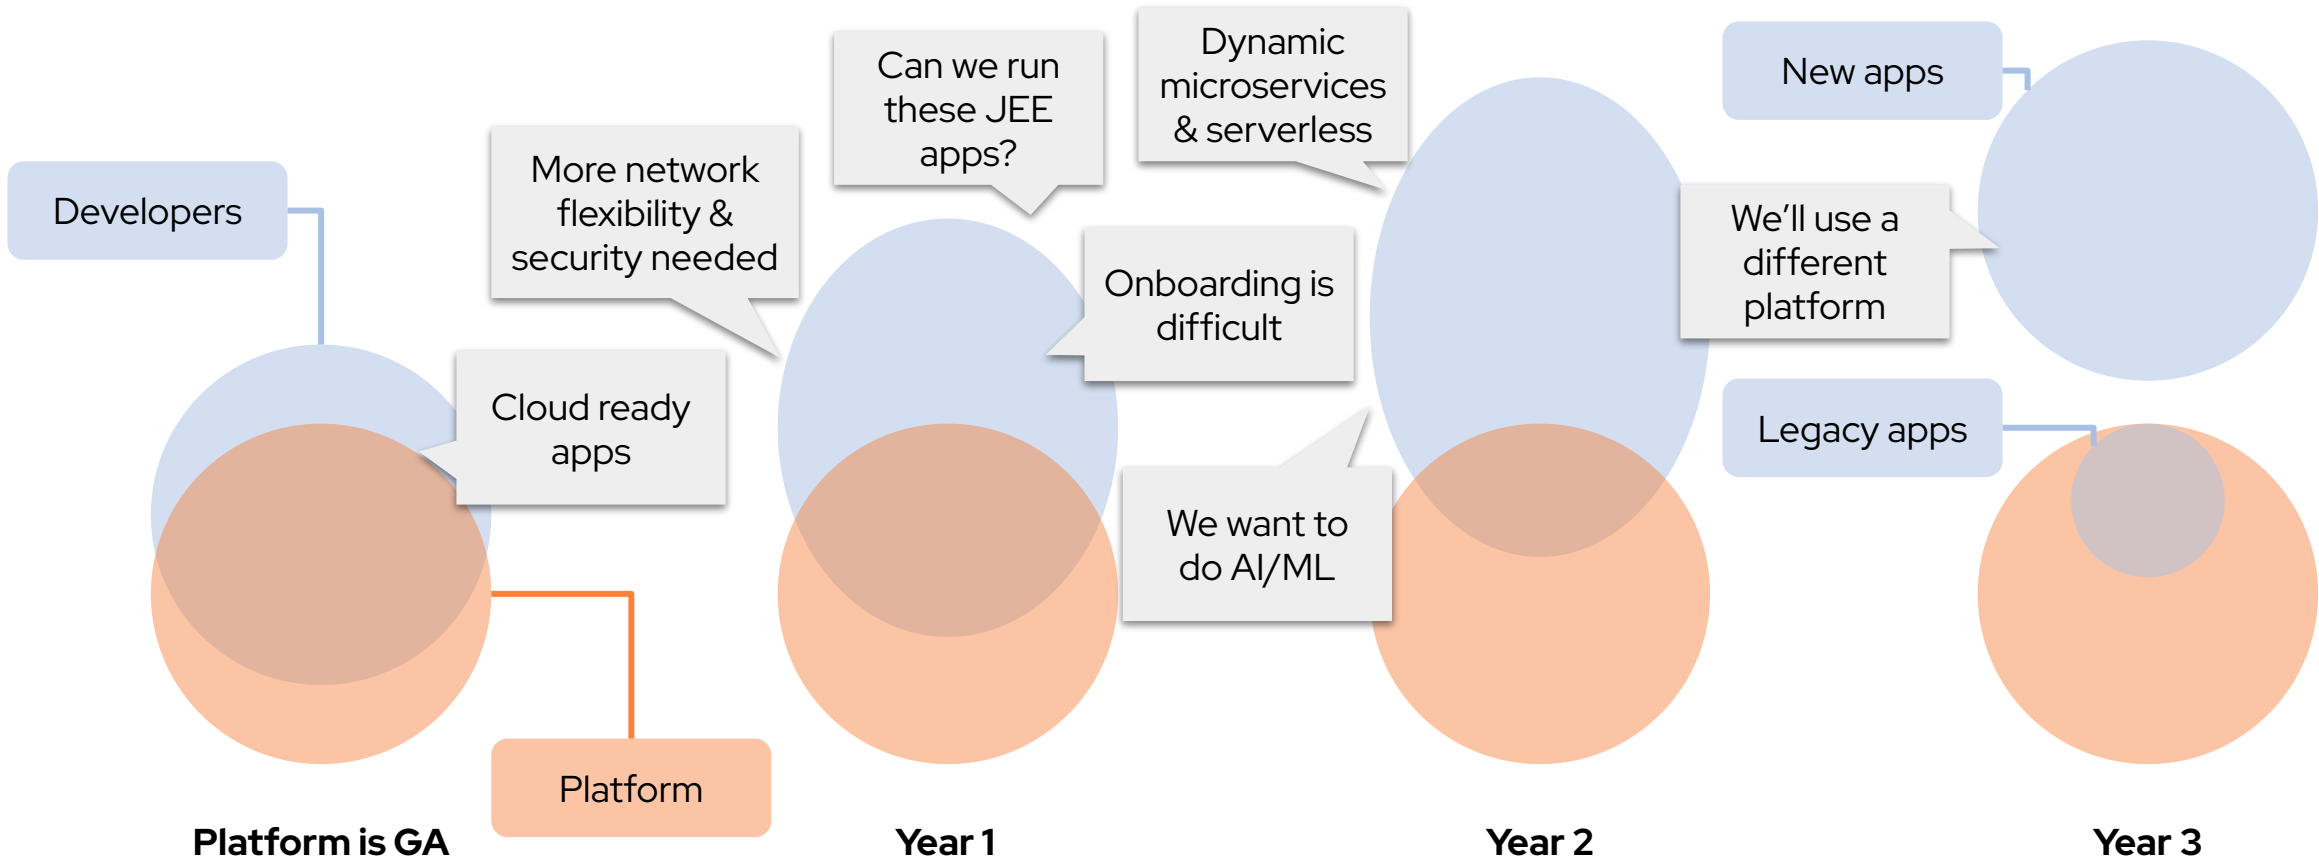 Developers
Cloud ready
apps
Platform
Platform is GA
More network
flexibility &
security needed
Can we run
these JEE
apps?
Onboarding is
difficult
Year 1
Dynamic
microservices
& serverless
We want to
do AI/ML
Year 2
New apps
We’ll use a
different
platform
Legacy apps
Year 3